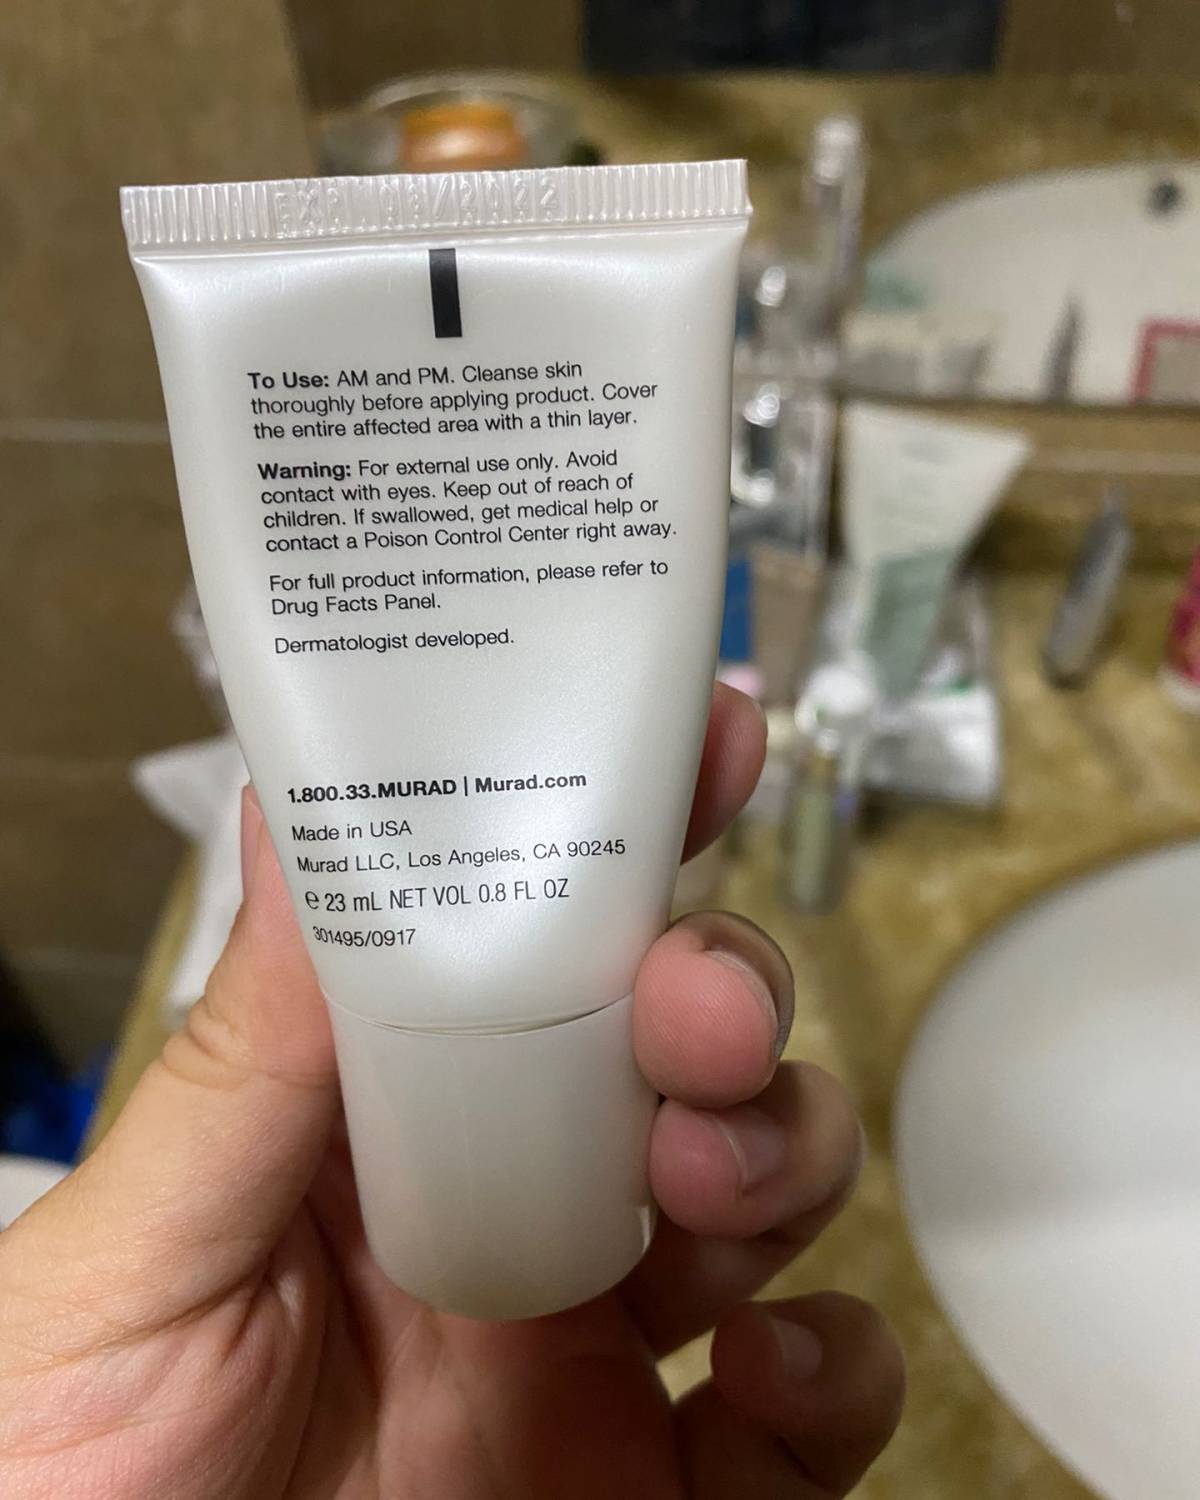 EXP 03/2022
To Use: AM and PM. Cleanse skin
thoroughly before applying product. Cover
the entire affected area with a thin layer.
Warning: For external use only. Avoid
contact with eyes. Keep out of reach of
children. If swallowed, get medical help or
contact a Poison Control Center right away.
For full product information, please refer to
Drug Facts Panel.
Dermatologist developed.
1.800.33.MURAD | Murad.com
Made in USA
Murad LLC, Los Angeles, CA 90245
℮ 23 mL NET VOL 0.8 FL OZ
301495/0917